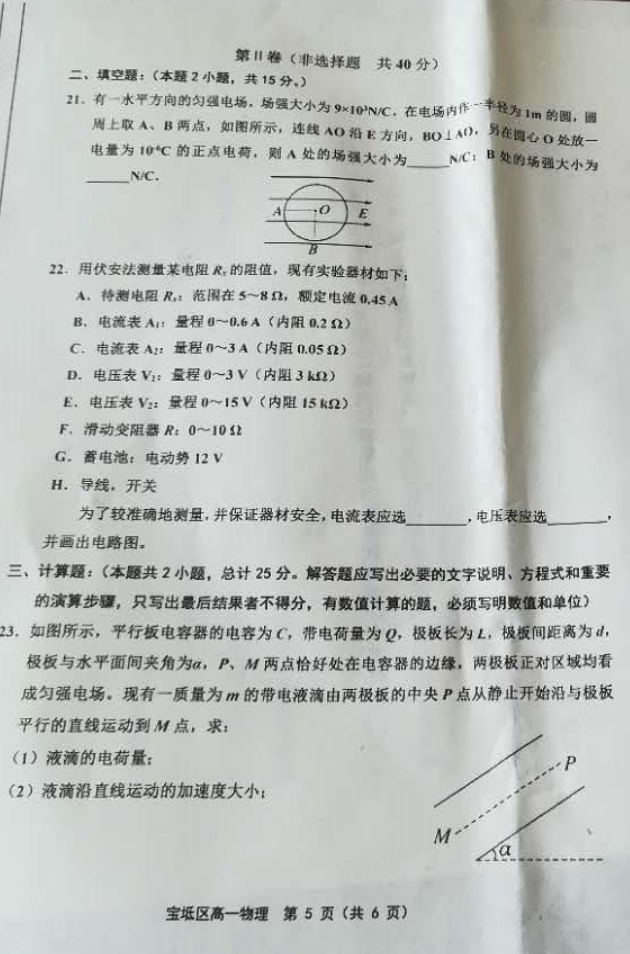 第Ⅱ卷（非选择题 共40分）
二、填空题：（本题2小题，共15分。）
21. 有一水平方向的匀强电场，场强大小为9×10³N/C，在电场内作一半径为1m的圆，圆
周上取A、B两点，如图所示，连线AO沿E方向，BO⊥AO，另在圆心O处放一
电量为10⁻⁶C的正点电荷，则A处的场强大小为______N/C；B处的场强大小为
______N/C。
A O E
B
22. 用伏安法测量某电阻Rₓ的阻值，现有实验器材如下：
A. 待测电阻Rₓ：范围在5～8Ω，额定电流0.45A
B. 电流表A₁：量程0～0.6A（内阻0.2Ω）
C. 电流表A₂：量程0～3A（内阻0.05Ω）
D. 电压表V₁：量程0～3V（内阻3kΩ）
E. 电压表V₂：量程0～15V（内阻15kΩ）
F. 滑动变阻器R：0～10Ω
G. 蓄电池：电动势12V
H. 导线，开关
为了较准确地测量，并保证器材安全，电流表应选______，电压表应选______，
并画出电路图。
三、计算题：（本题共2小题，总计25分。解答题应写出必要的文字说明、方程式和重要
的演算步骤，只写出最后结果者不得分，有数值计算的题，必须写明数值和单位）
23. 如图所示，平行板电容器的电容为C，带电荷量为Q，极板长为L，极板间距离为d，
极板与水平面间夹角为α，P、M两点恰好处在电容器的边缘，两极板正对区域均看
成匀强电场。现有一质量为m的带电液滴由两极板的中央P点从静止开始沿与极板
平行的直线运动到M点，求：
（1）液滴的电荷量；
（2）液滴沿直线运动的加速度大小；
P
M
α
宝坻区高一物理 第5页（共6页）